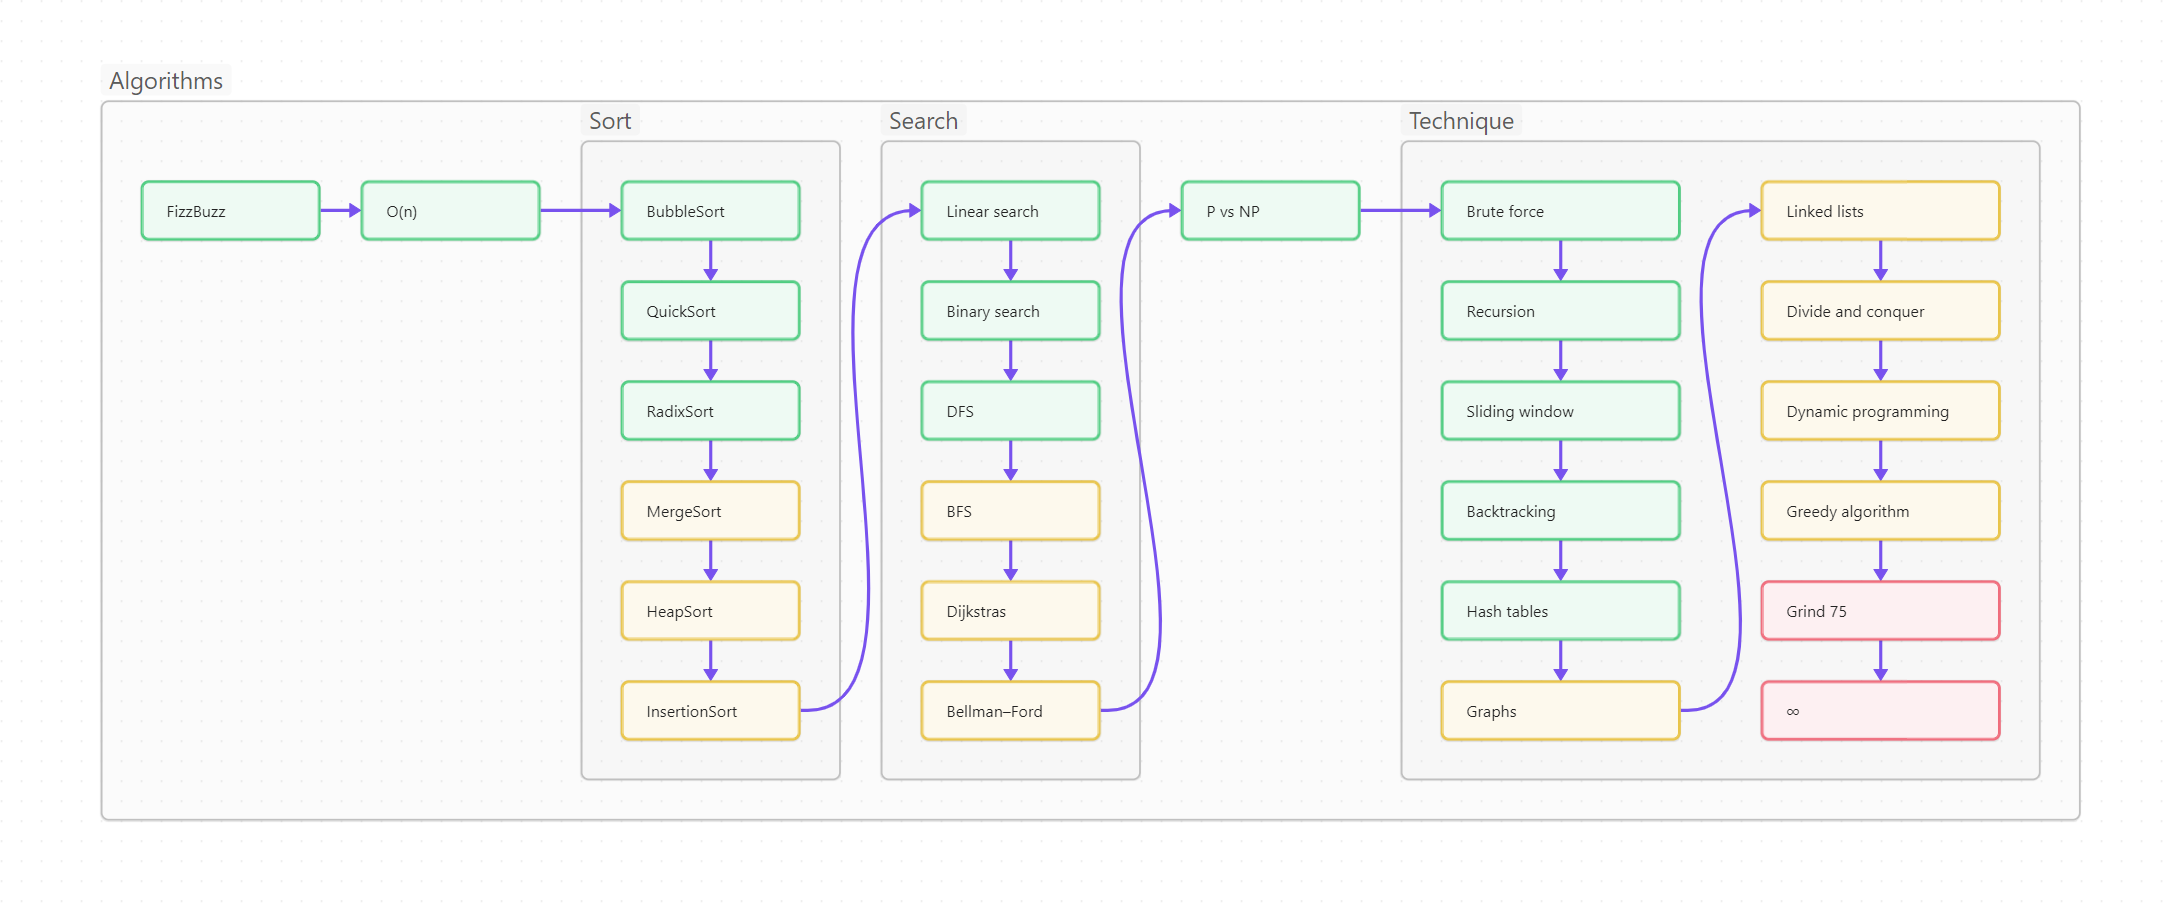 Algorithms
FizzBuzz
O(n)
Sort
BubbleSort
QuickSort
RadixSort
MergeSort
HeapSort
InsertionSort
Search
Linear search
Binary search
DFS
BFS
Dijkstras
Bellman–Ford
P vs NP
Technique
Brute force
Recursion
Sliding window
Backtracking
Hash tables
Graphs
Linked lists
Divide and conquer
Dynamic programming
Greedy algorithm
Grind 75
∞